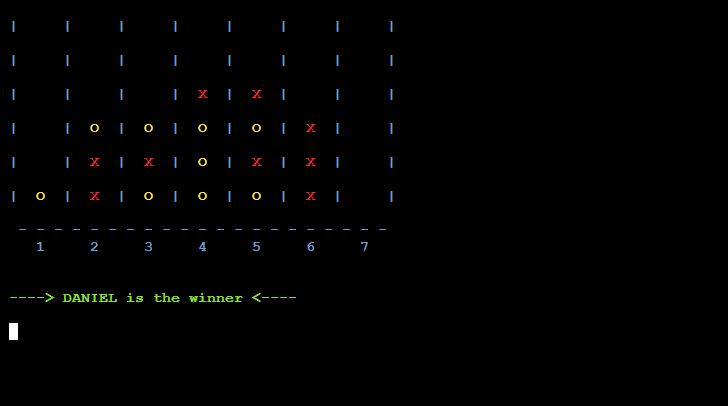 |     |     |     |     |     |     |     |
|     |     |     |     |     |     |     |
|     |     |     |  x  |  x  |     |     |
|     |  o  |  o  |  o  |  o  |  x  |     |
|     |  x  |  x  |  o  |  x  |  x  |     |
|  o  |  x  |  o  |  o  |  o  |  x  |     |
- - - - - - - - - - - - - - - - - - - - -
1 2 3 4 5 6 7
----> DANIEL is the winner <----